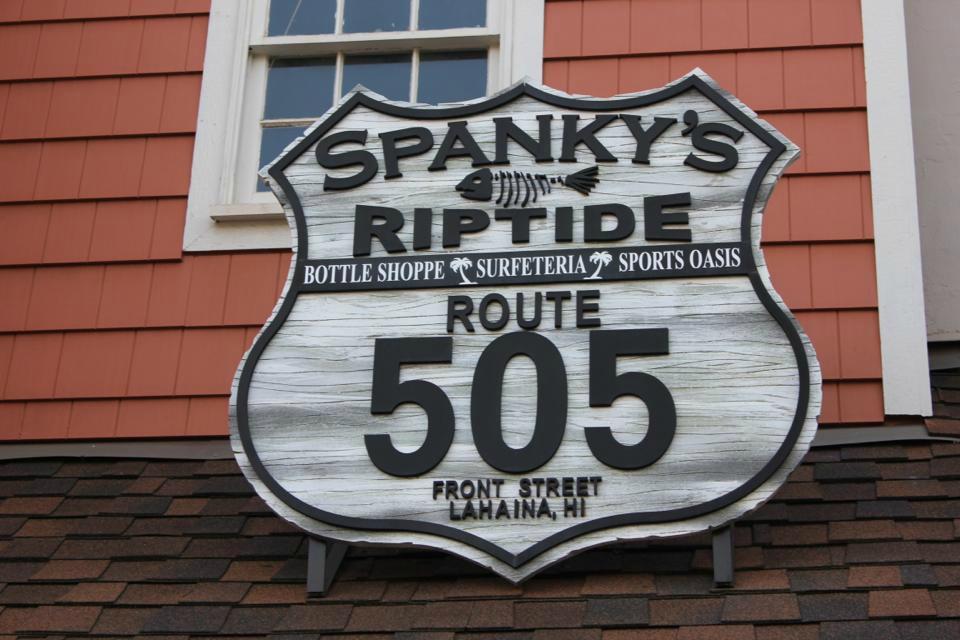 SPANKY'S
RIPTIDE
BOTTLE SHOPPE SURFETERIA SPORTS OASIS
ROUTE
505
FRONT STREET
LAHAINA, HI